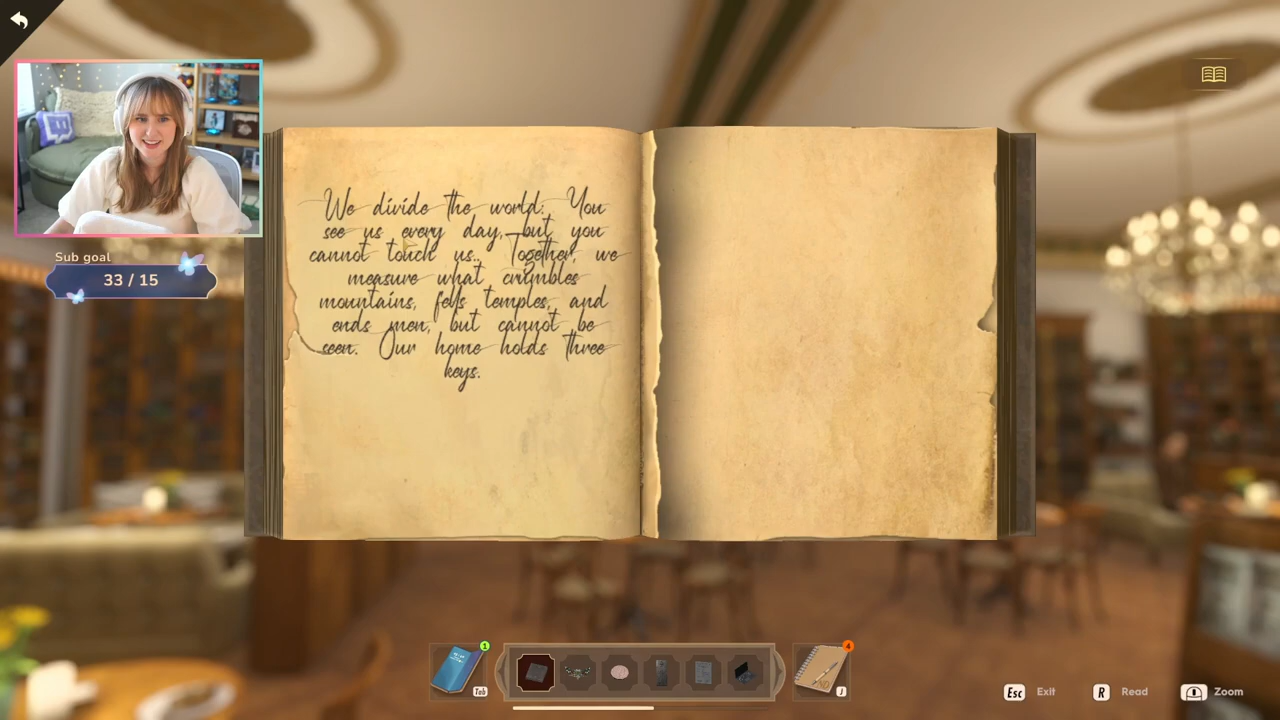 Sub goal
33 / 15
We divide the world. You
see us every day, but you
cannot touch us. Together, we
measure what crumbles
mountains, fells temples, and
ends men, but cannot be
seen. Our home holds three
keys.
1
Tab
4
J
Esc Exit
R Read
Zoom